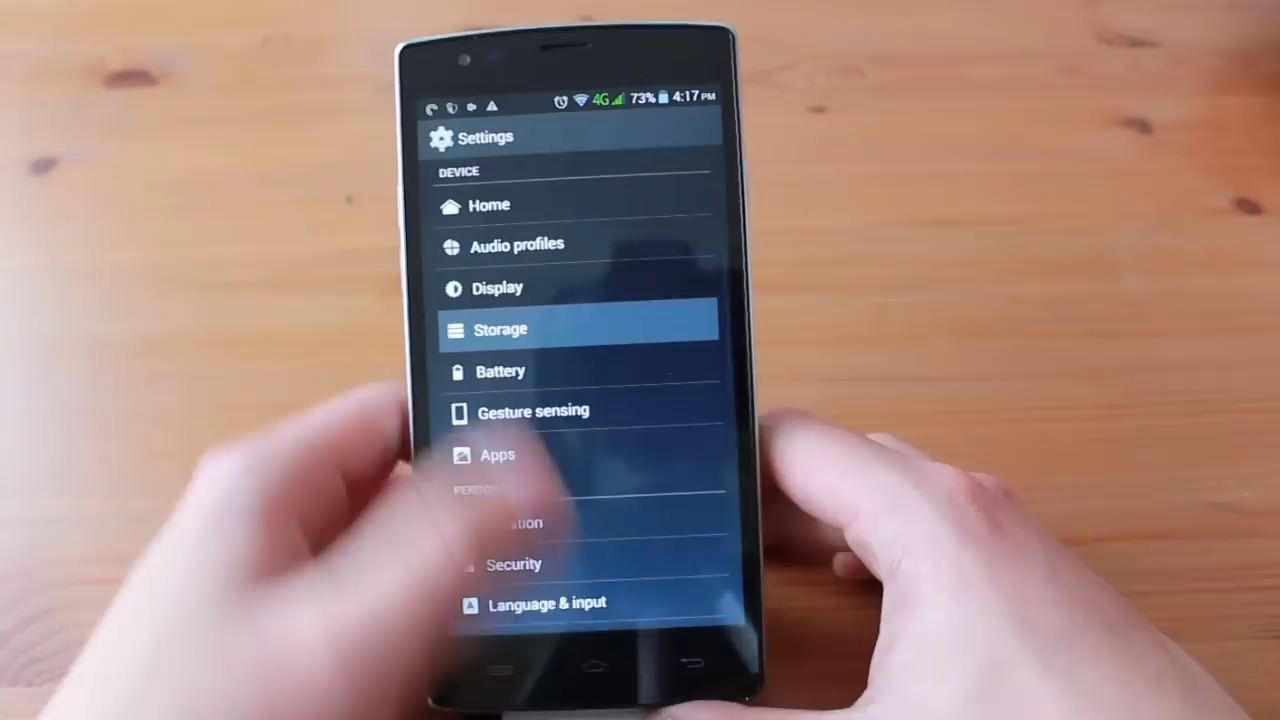 4G 73% 4:17 PM
Settings
DEVICE
Home
Audio profiles
Display
Storage
Battery
Gesture sensing
Apps
Security
Language & input